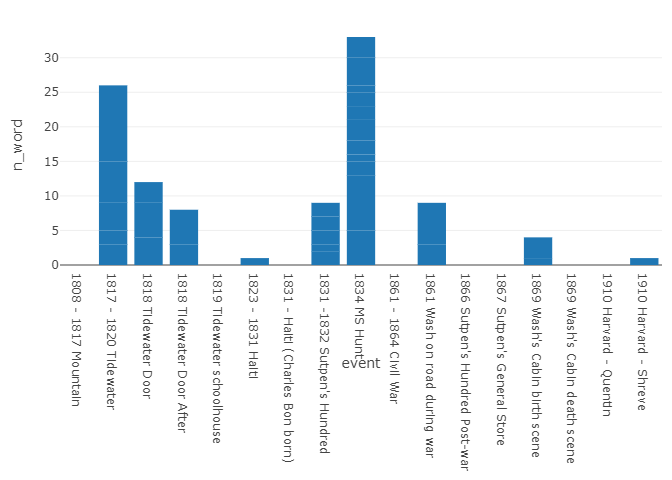 n_word
30
25
20
15
10
5
0
1808 - 1817 Mountain
1817 - 1820 Tidewater
1818 Tidewater Door
1818 Tidewater Door After
1819 Tidewater schoolhouse
1823 - 1831 Haiti
1831 - Haiti (Charles Bon born)
1831 -1832 Sutpen's Hundred
1834 MS Hunt
1861 - 1864 Civil War
1861 Wash on road during war
1866 Sutpen's Hundred Post-war
1867 Sutpen's General Store
1869 Wash's Cabin birth scene
1869 Wash's Cabin death scene
1910 Harvard - Quentin
1910 Harvard - Shreve
event